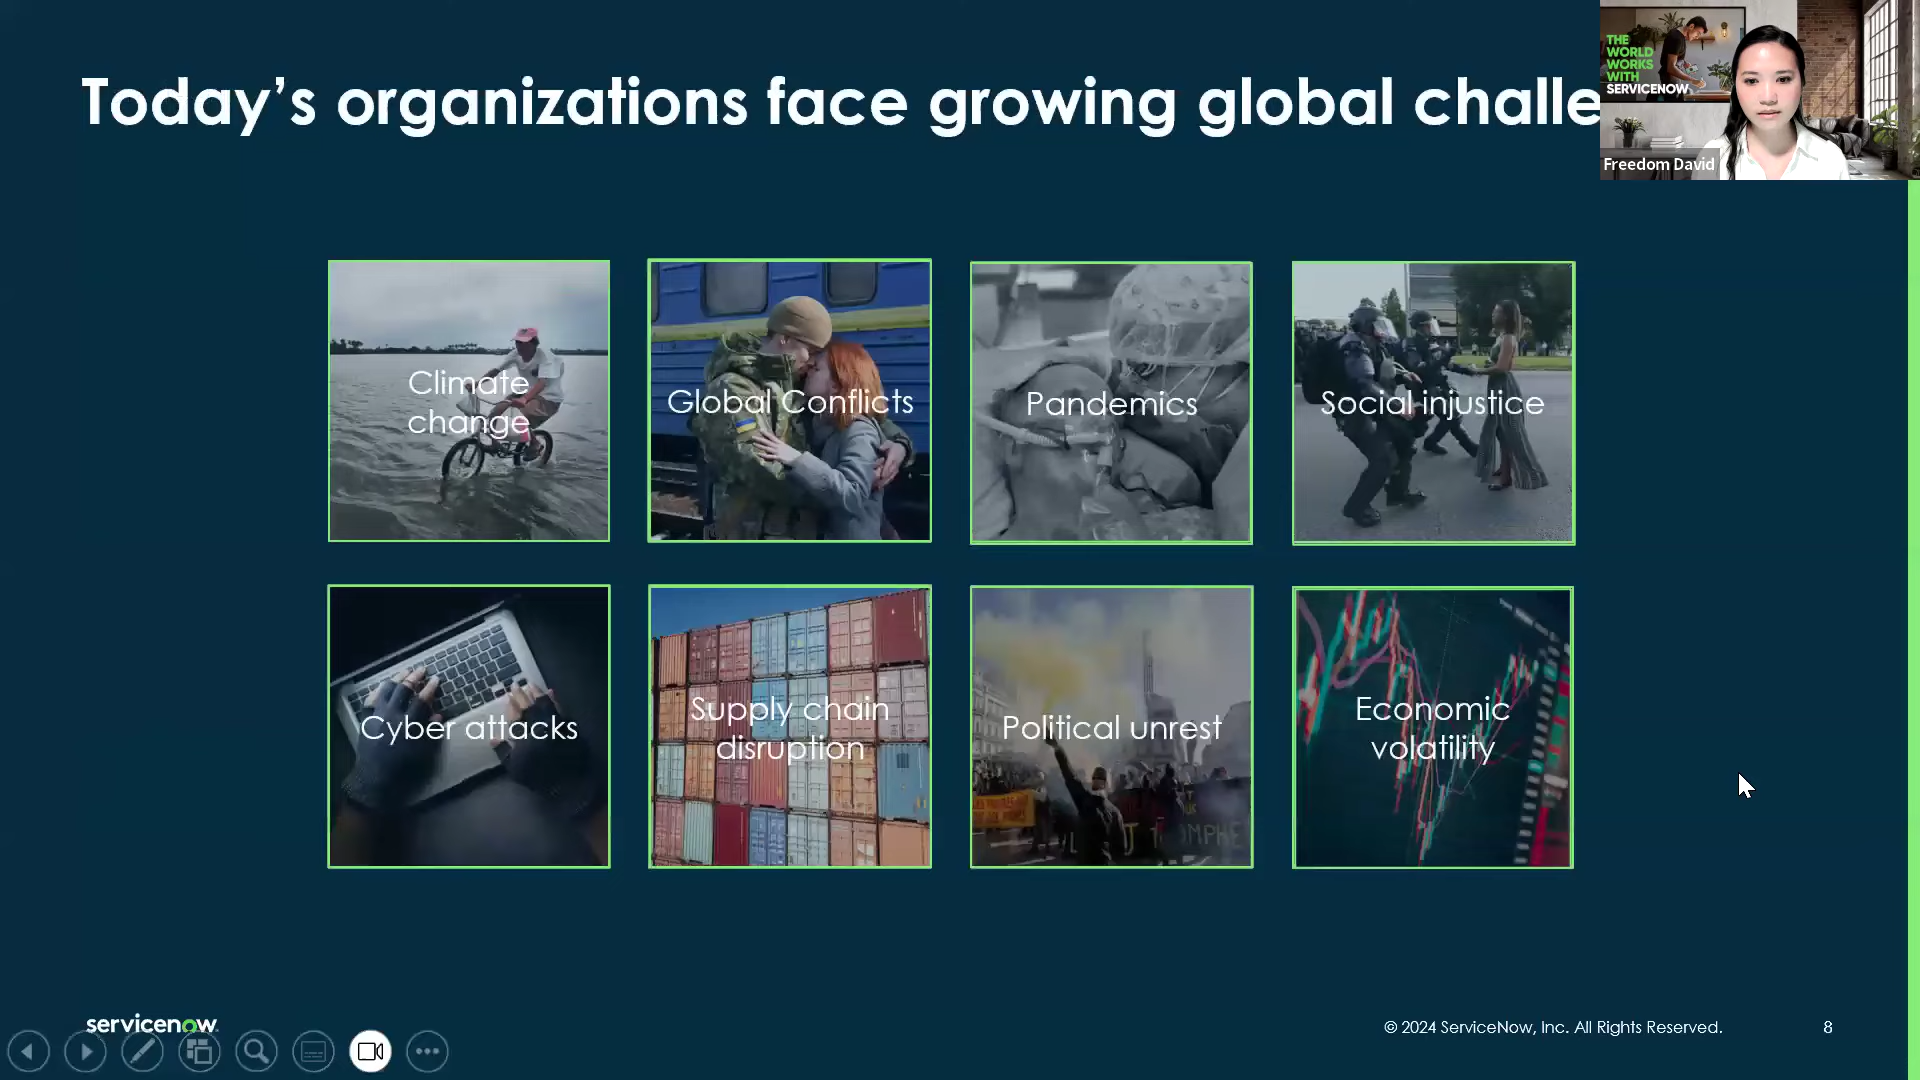 Today's organizations face growing global challe
THE
WORLD
WORKS
WITH
SERVICENOW
Freedom David
Climate
change
Global Conflicts
Pandemics
Social injustice
Cyber attacks
Supply chain
disruption
Political unrest
Economic
volatility
servicenow
© 2024 ServiceNow, Inc. All Rights Reserved.
8